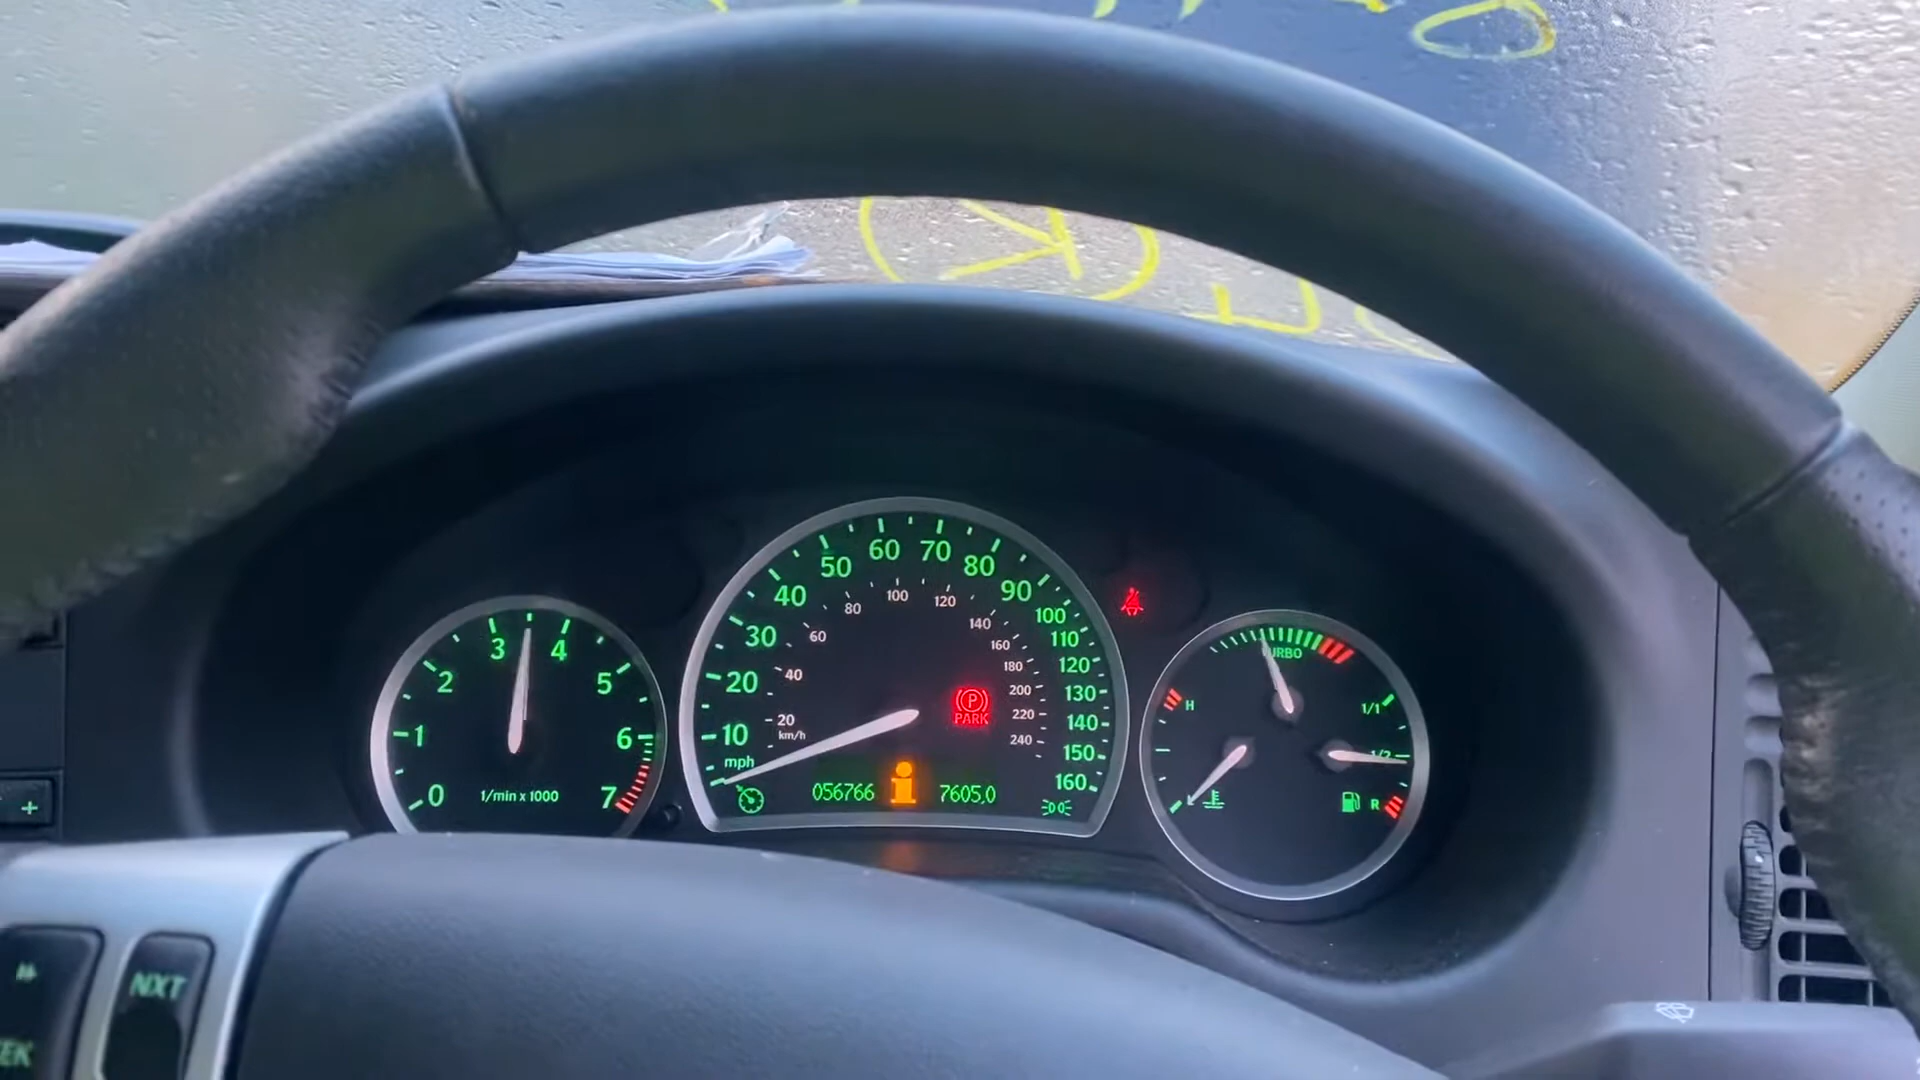 0 1 2 3 4 5 6 7
1/min x 1000
10 20 30 40 50 60 70 80 90 100 110 120 130 140 150 160
mph
20 40 60 80 100 120 140 160 180 200 220 240
km/h
P
PARK
056766
7605,0
TURBO
H
1/1
1/2
R
+
NXT